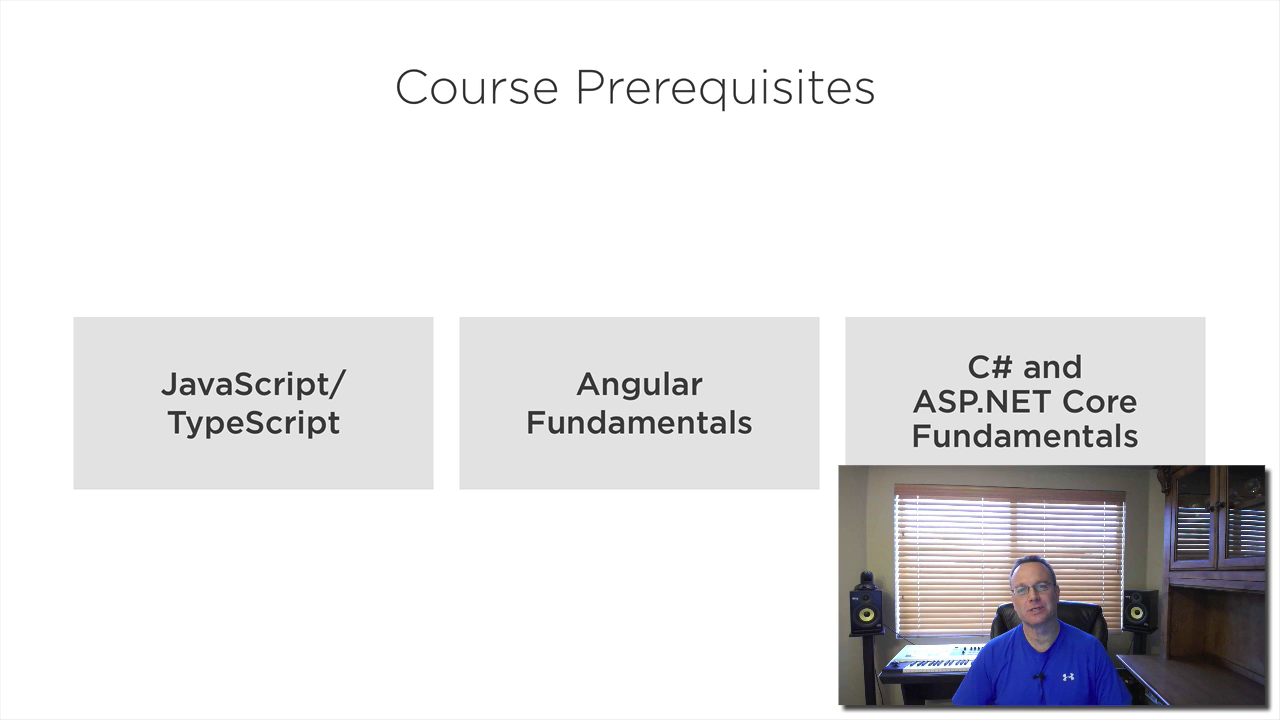 Course Prerequisites
JavaScript/
TypeScript
Angular
Fundamentals
C# and
ASP.NET Core
Fundamentals